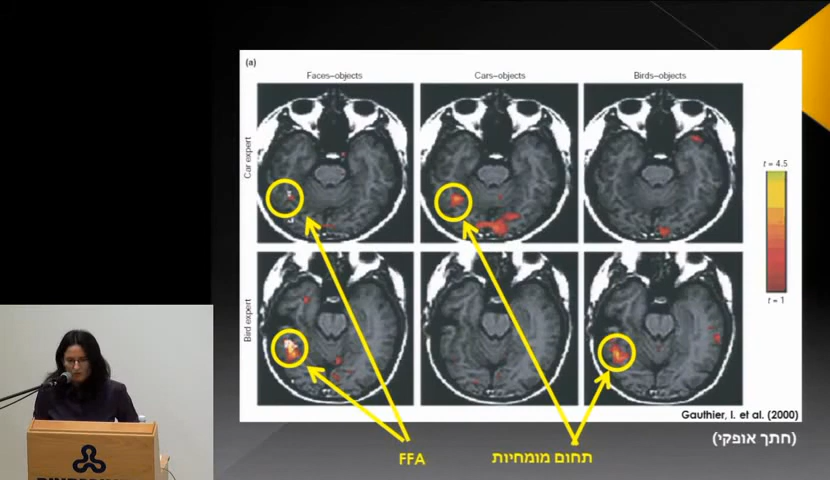 (a)
Faces–objects
Cars–objects
Birds–objects
Car expert
t = 4.5
t = 1
Bird expert
Gauthier, I. et al. (2000)
(חתך אופקי)
FFA
תחום מומחיות